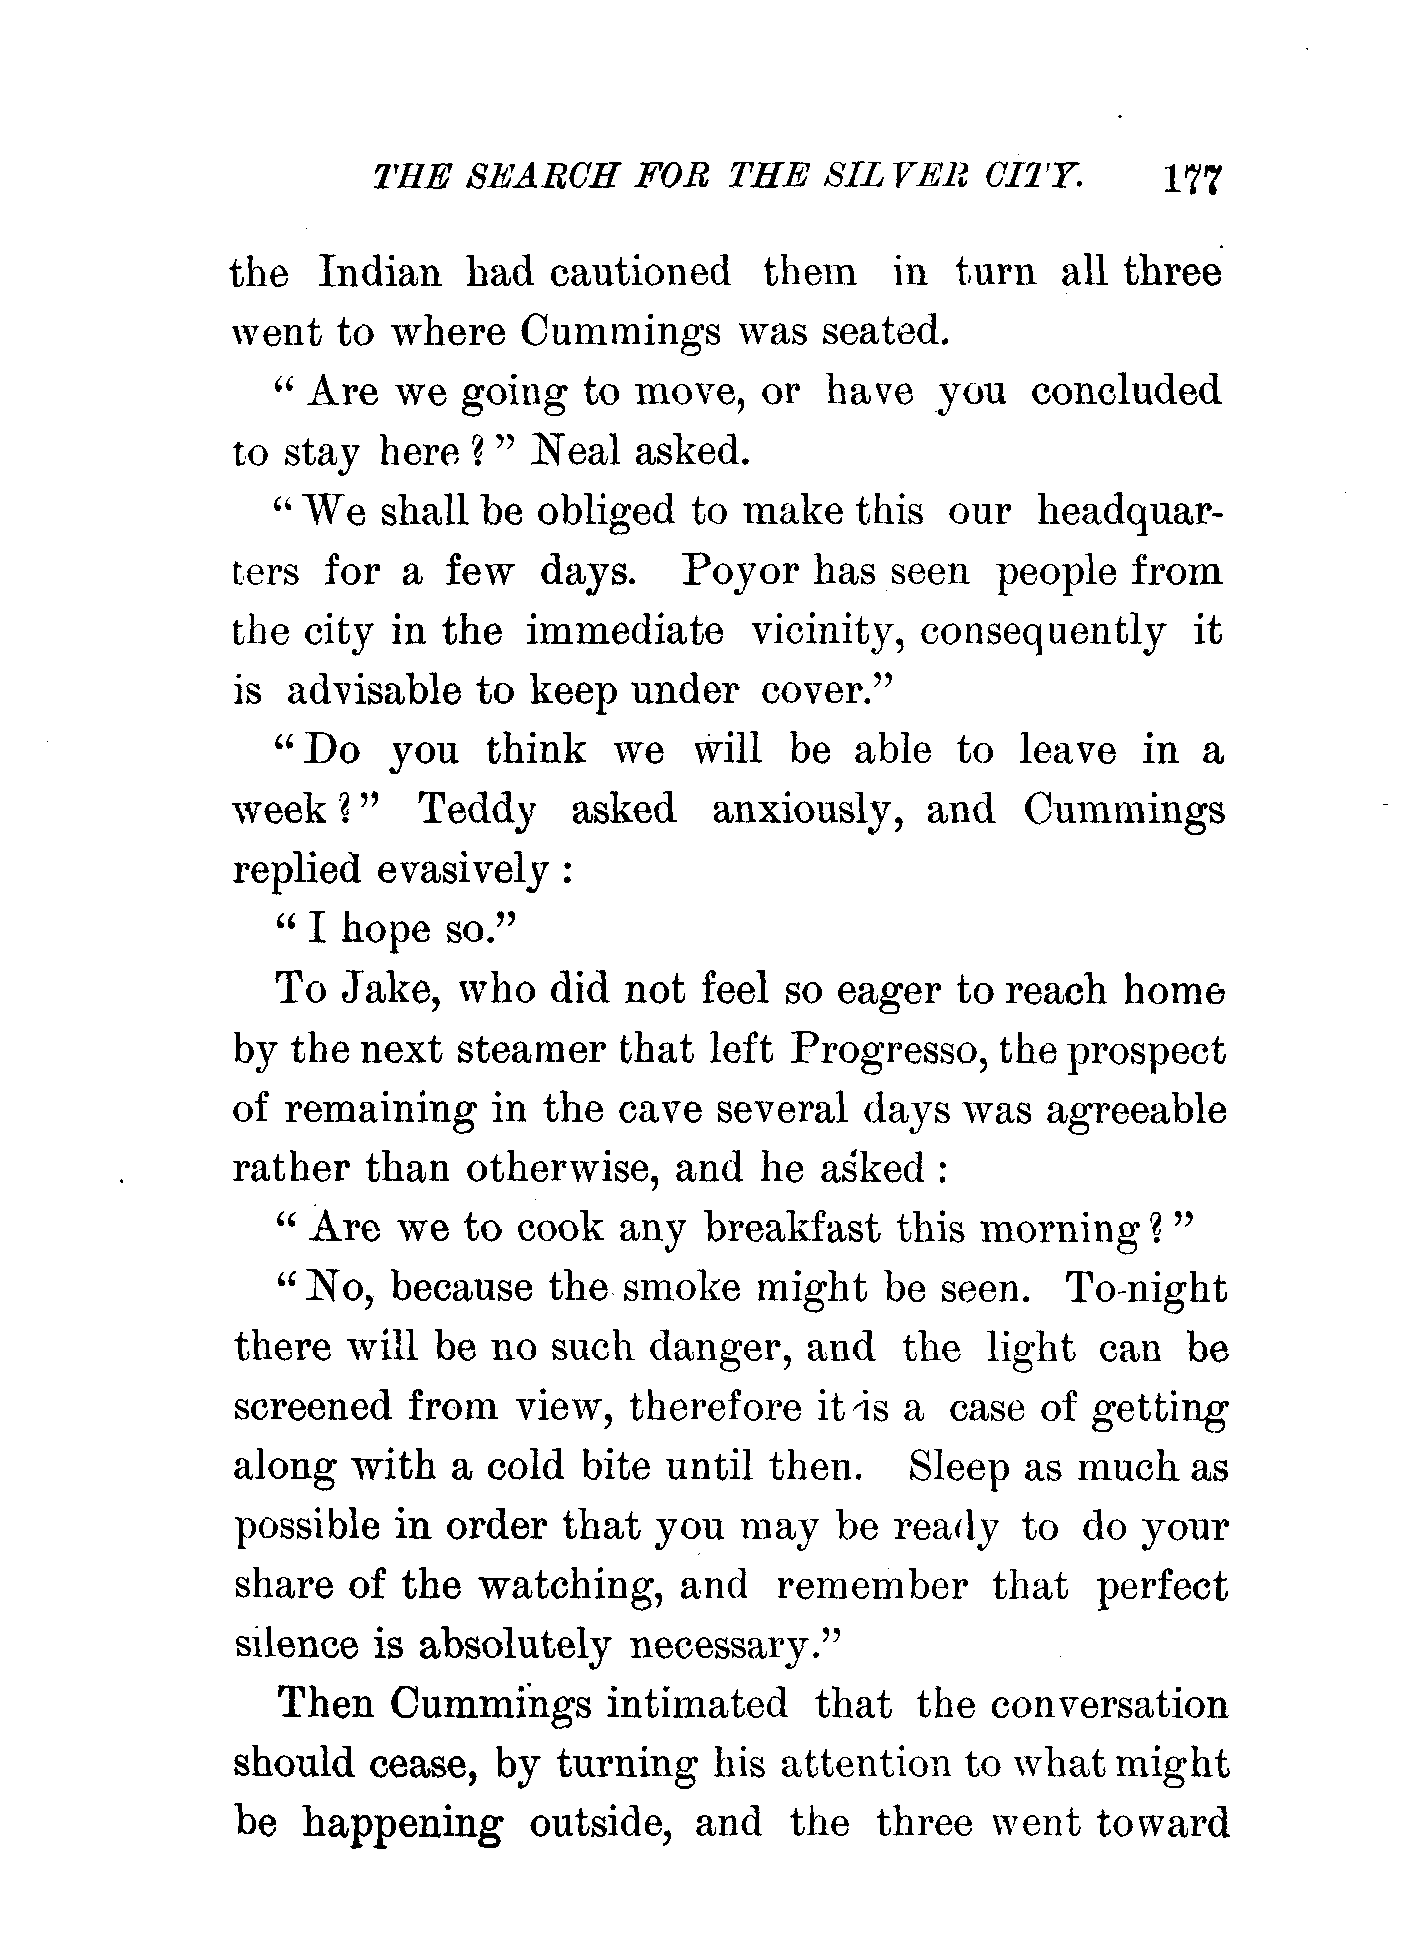 THE SEARCH FOR THE SILVER CITY. 177
the Indian had cautioned them in turn all three
went to where Cummings was seated.
“ Are we going to move, or have you concluded
to stay here ? ” Neal asked.
“ We shall be obliged to make this our headquar-
ters for a few days. Poyor has seen people from
the city in the immediate vicinity, consequently it
is advisable to keep under cover.”
“ Do you think we will be able to leave in a
week ? ” Teddy asked anxiously, and Cummings
replied evasively :
“ I hope so.”
To Jake, who did not feel so eager to reach home
by the next steamer that left Progresso, the prospect
of remaining in the cave several days was agreeable
rather than otherwise, and he asked :
“ Are we to cook any breakfast this morning ? ”
“ No, because the smoke might be seen. To-night
there will be no such danger, and the light can be
screened from view, therefore it is a case of getting
along with a cold bite until then. Sleep as much as
possible in order that you may be ready to do your
share of the watching, and remember that perfect
silence is absolutely necessary.”
Then Cummings intimated that the conversation
should cease, by turning his attention to what might
be happening outside, and the three went toward